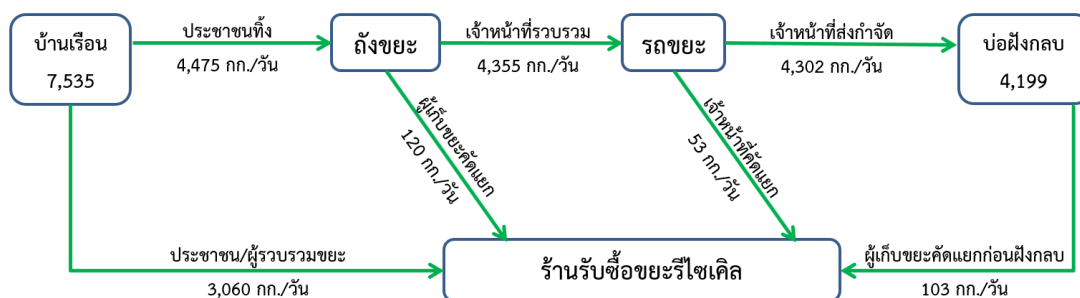 บ้านเรือน
7,535
ประชาชนทิ้ง
4,475 กก./วัน
ถังขยะ
เจ้าหน้าที่รวบรวม
4,355 กก./วัน
รถขยะ
เจ้าหน้าที่ส่งกำจัด
4,302 กก./วัน
บ่อฝังกลบ
4,199
ผู้เก็บขยะคัดแยก
120 กก./วัน
เจ้าหน้าที่คัดแยก
53 กก./วัน
ประชาชน/ผู้รวบรวมขยะ
3,060 กก./วัน
ร้านรับซื้อขยะรีไซเคิล
ผู้เก็บขยะคัดแยกก่อนฝังกลบ
103 กก./วัน